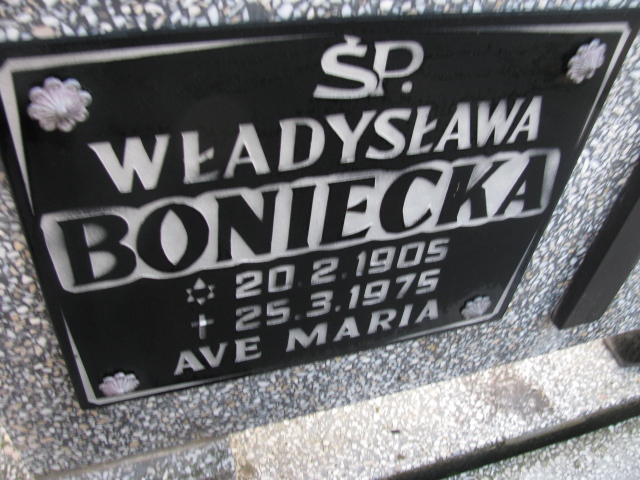 ŚP.
WŁADYSŁAWA
BONIECKA
✡ 20.2.1905
† 25.3.1975
AVE MARIA